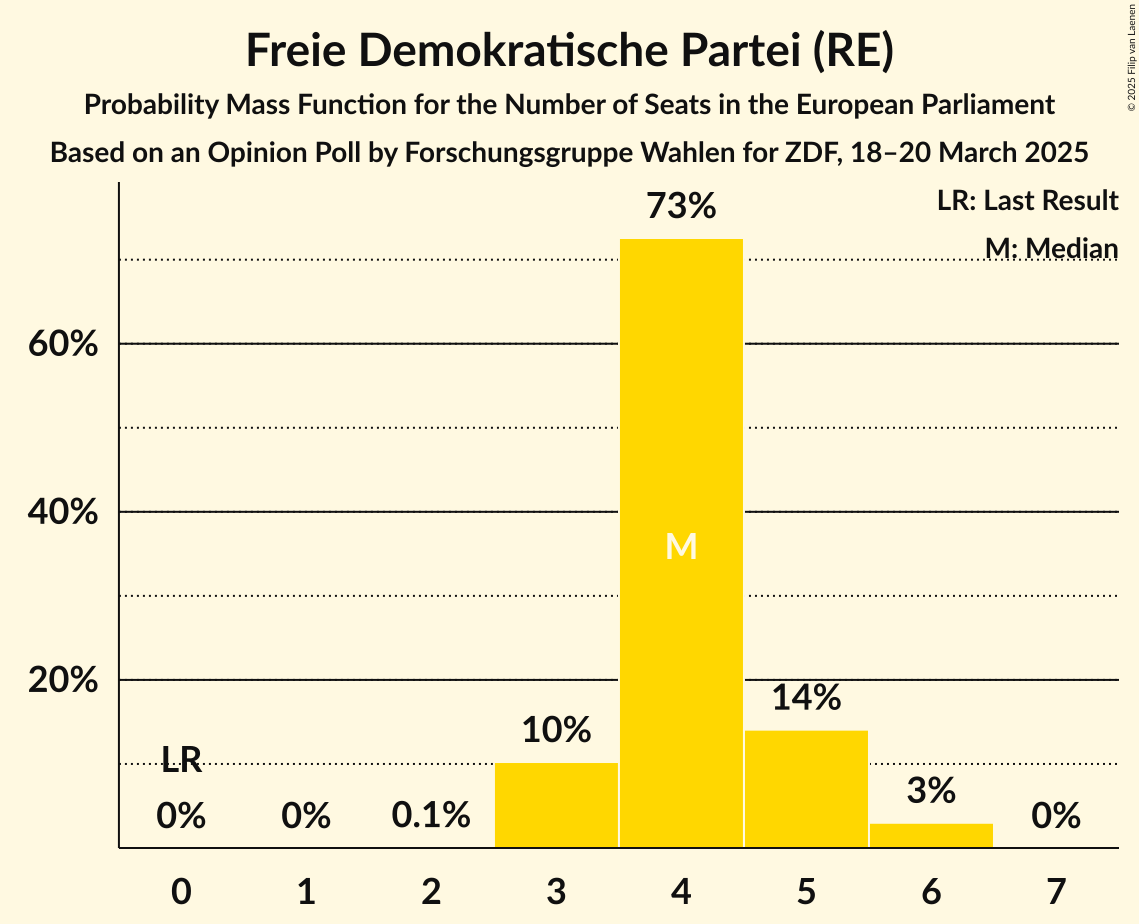 Freie Demokratische Partei (RE)
Probability Mass Function for the Number of Seats in the European Parliament
Based on an Opinion Poll by Forschungsgruppe Wahlen for ZDF, 18–20 March 2025
© 2025 Filip van Laenen
LR: Last Result
M: Median
73%
60%
40%
M
20%
14%
10%
LR
3%
0%
0%
0.1%
0%
0
1
2
3
4
5
6
7